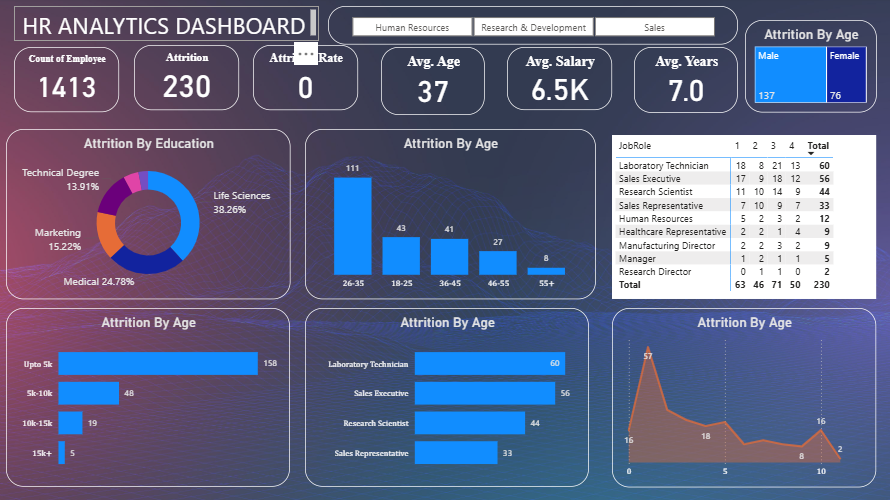 HR ANALYTICS DASHBOARD
Human Resources
Research & Development
Sales
Count of Employee
1413
Attrition
230
Attri Rate
0
Avg. Age
37
Avg. Salary
6.5K
Avg. Years
7.0
Attrition By Age
Male
137
Female
76
Attrition By Education
Technical Degree
13.91%
Life Sciences
38.26%
Marketing
15.22%
Medical 24.78%
Attrition By Age
111
43
41
27
8
26-35 18-25 36-45 46-55 55+
JobRole 1 2 3 4 Total
Laboratory Technician 18 8 21 13 60
Sales Executive 17 9 18 12 56
Research Scientist 11 10 14 9 44
Sales Representative 7 10 9 7 33
Human Resources 5 2 3 2 12
Healthcare Representative 2 2 1 4 9
Manufacturing Director 2 2 3 2 9
Manager 1 2 1 1 5
Research Director 0 1 1 0 2
Total 63 46 71 50 230
Attrition By Age
Upto 5k 158
5k-10k 48
10k-15k 19
15k+ 5
Attrition By Age
Laboratory Technician 60
Sales Executive 56
Research Scientist 44
Sales Representative 33
Attrition By Age
57
16
18
8
16
2
0 5 10